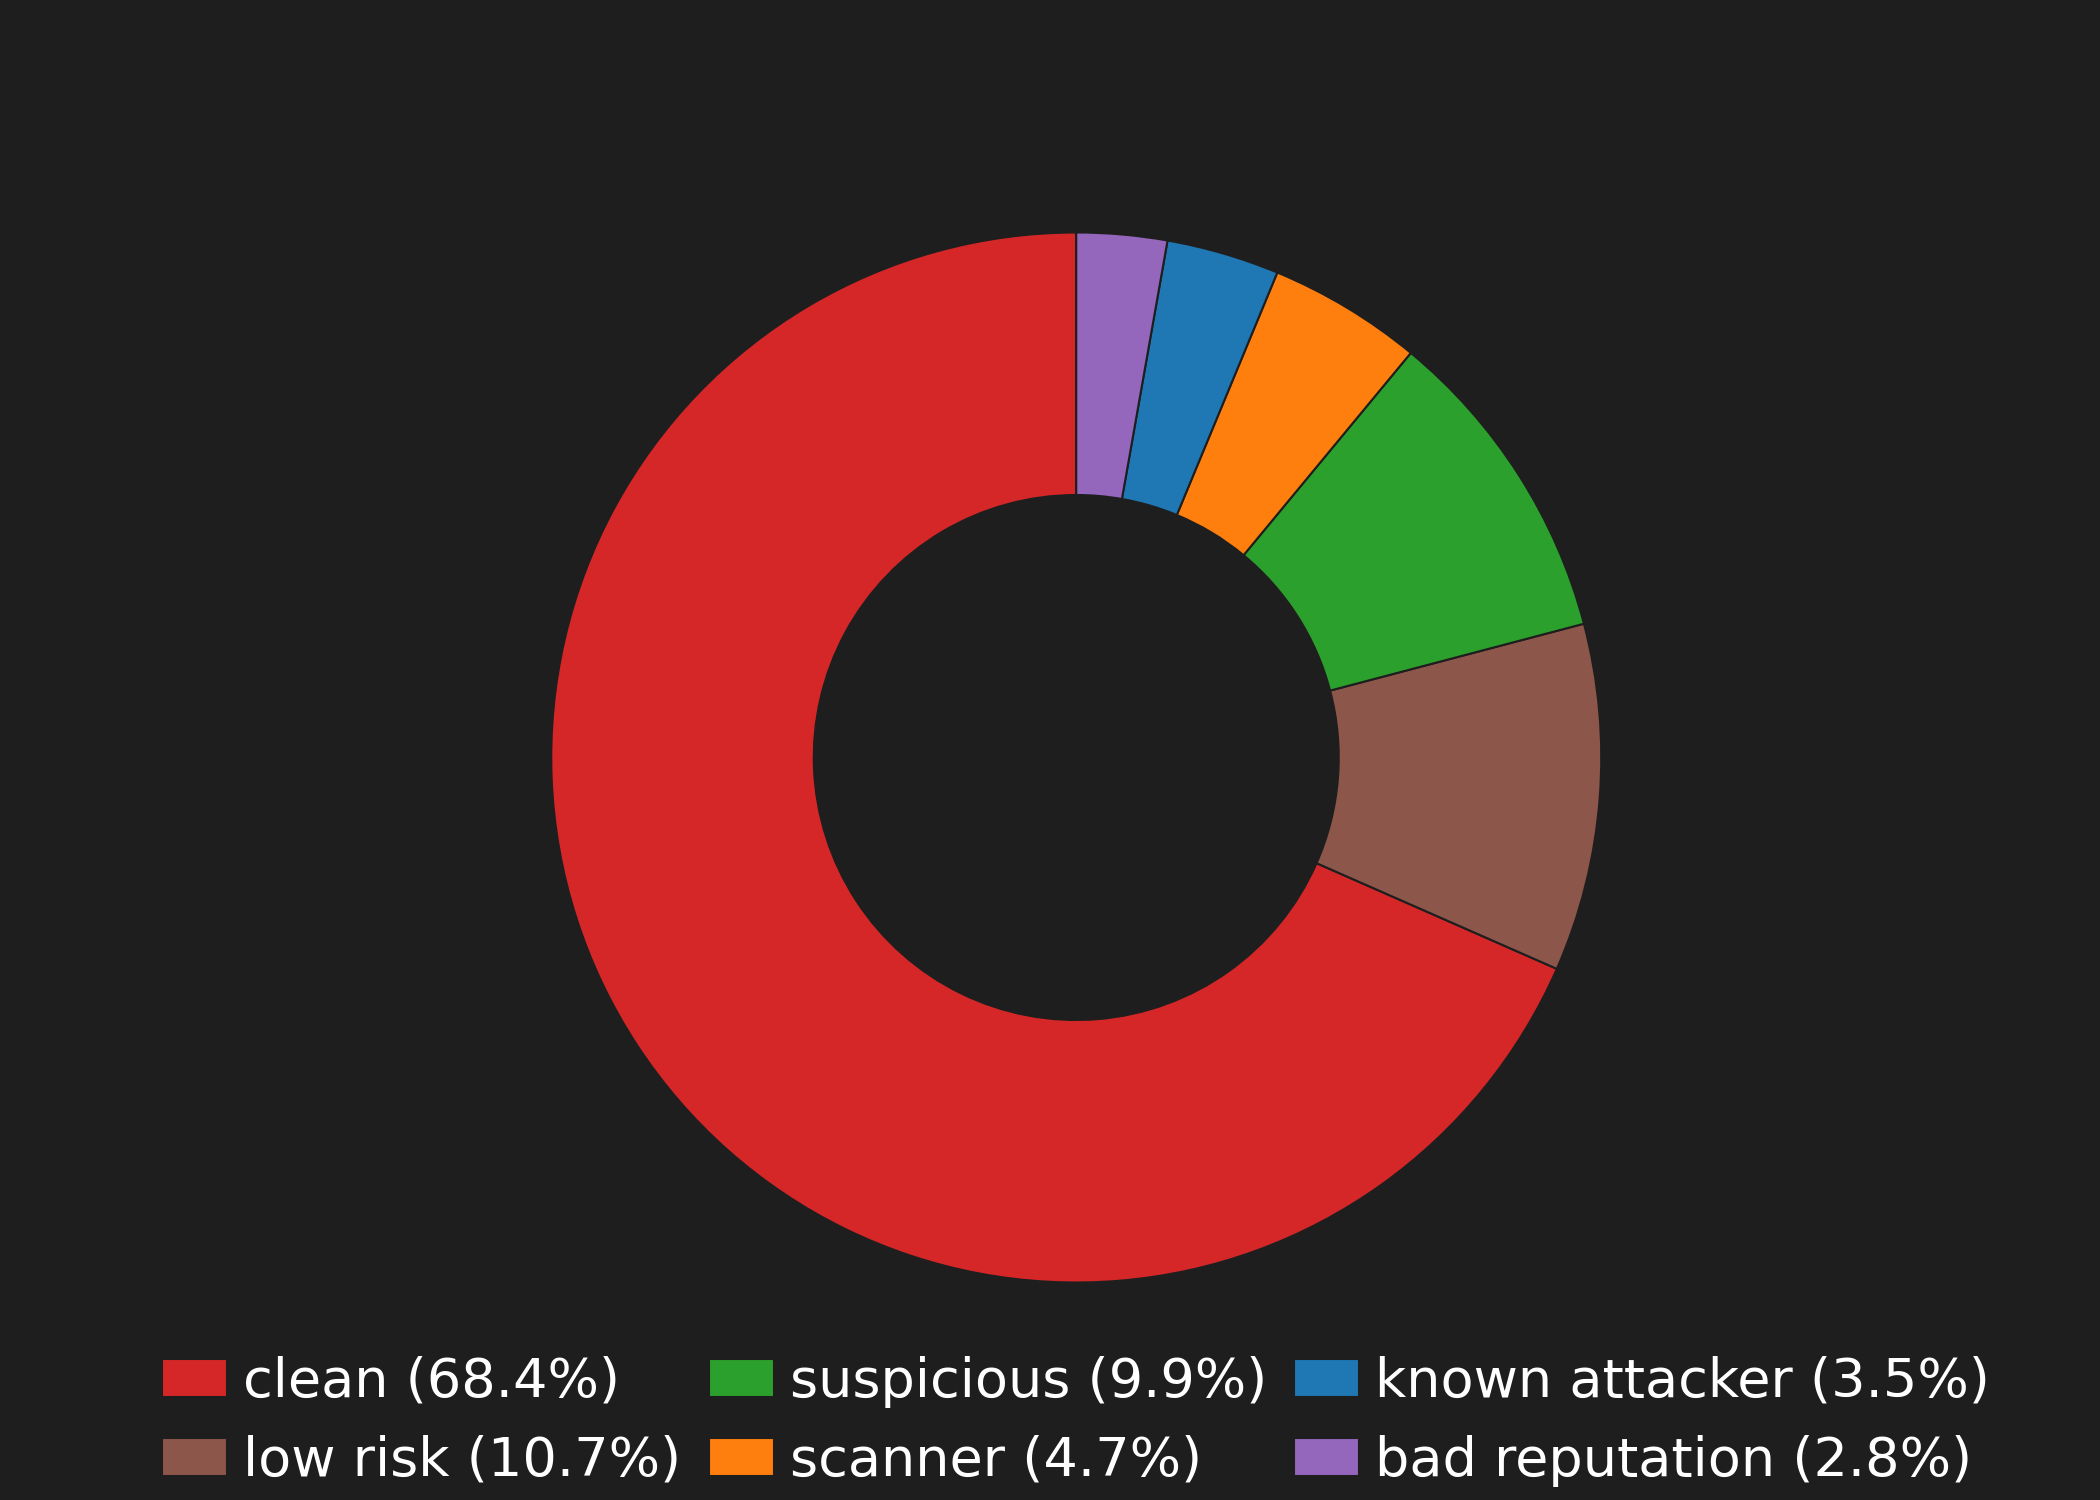 clean (68.4%) suspicious (9.9%) known attacker (3.5%)
low risk (10.7%) scanner (4.7%) bad reputation (2.8%)